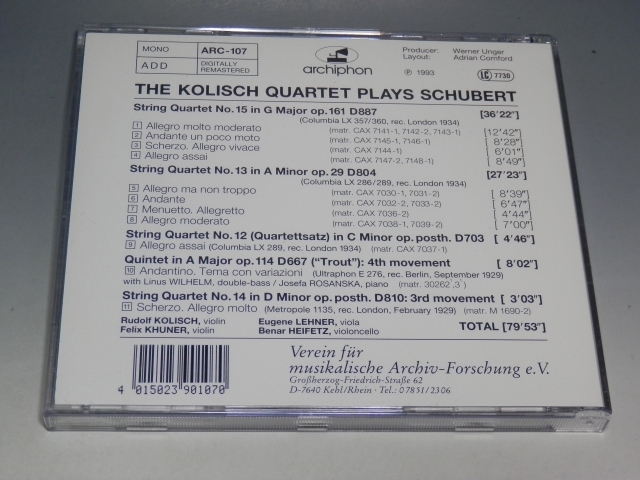 MONO ARC-107
ADD DIGITALLY REMASTERED
archiphon
Producer: Werner Unger
Layout: Adrian Cornford
℗ 1993
LC 7730
THE KOLISCH QUARTET PLAYS SCHUBERT
String Quartet No.15 in G Major op.161 D887 [36'22"]
(Columbia LX 357/360, rec. London 1934)
1 Allegro molto moderato (matr. CAX 7141-1, 7142-2, 7143-1) [12'42"]
2 Andante un poco moto (matr. CAX 7145-1, 7146-1) [ 8'28"]
3 Scherzo. Allegro vivace (matr. CAX 7144-1) [ 6'01"]
4 Allegro assai (matr. CAX 7147-2, 7148-1) [ 8'49"]
String Quartet No.13 in A Minor op. 29 D804 [27'23"]
(Columbia LX 286/289, rec. London 1934)
5 Allegro ma non troppo (matr. CAX 7030-1, 7031-2) [ 8'39"]
6 Andante (matr. CAX 7032-2, 7033-2) [ 6'47"]
7 Menuetto. Allegretto (matr. CAX 7036-2) [ 4'44"]
8 Allegro moderato (matr. CAX 7038-1, 7039-2) [ 7'00"]
String Quartet No.12 (Quartettsatz) in C Minor op. posth. D703 [ 4'46"]
9 Allegro assai (Columbia LX 289, rec. London 1934) (matr. CAX 7037-1)
Quintet in A Major op.114 D667 ("Trout"): 4th movement [ 8'02"]
10 Andantino. Tema con variazioni (Ultraphon E 276, rec. Berlin, September 1929)
with Linus WILHELM, double-bass / Josefa ROSANSKA, piano (matr. 30262,3.)
String Quartet No.14 in D Minor op. posth. D810: 3rd movement [ 3'03"]
11 Scherzo. Allegro molto (Metropole 1135, rec. London, February 1929) (matr. M 1690-2)
Rudolf KOLISCH, violin Eugene LEHNER, viola
Felix KHUNER, violin Benar HEIFETZ, violoncello TOTAL [79'53"]
Verein für
musikalische Archiv-Forschung e.V.
Großherzog-Friedrich-Straße 62
D-7640 Kehl/Rhein · Tel.: 07851/2306
4 015023 901070